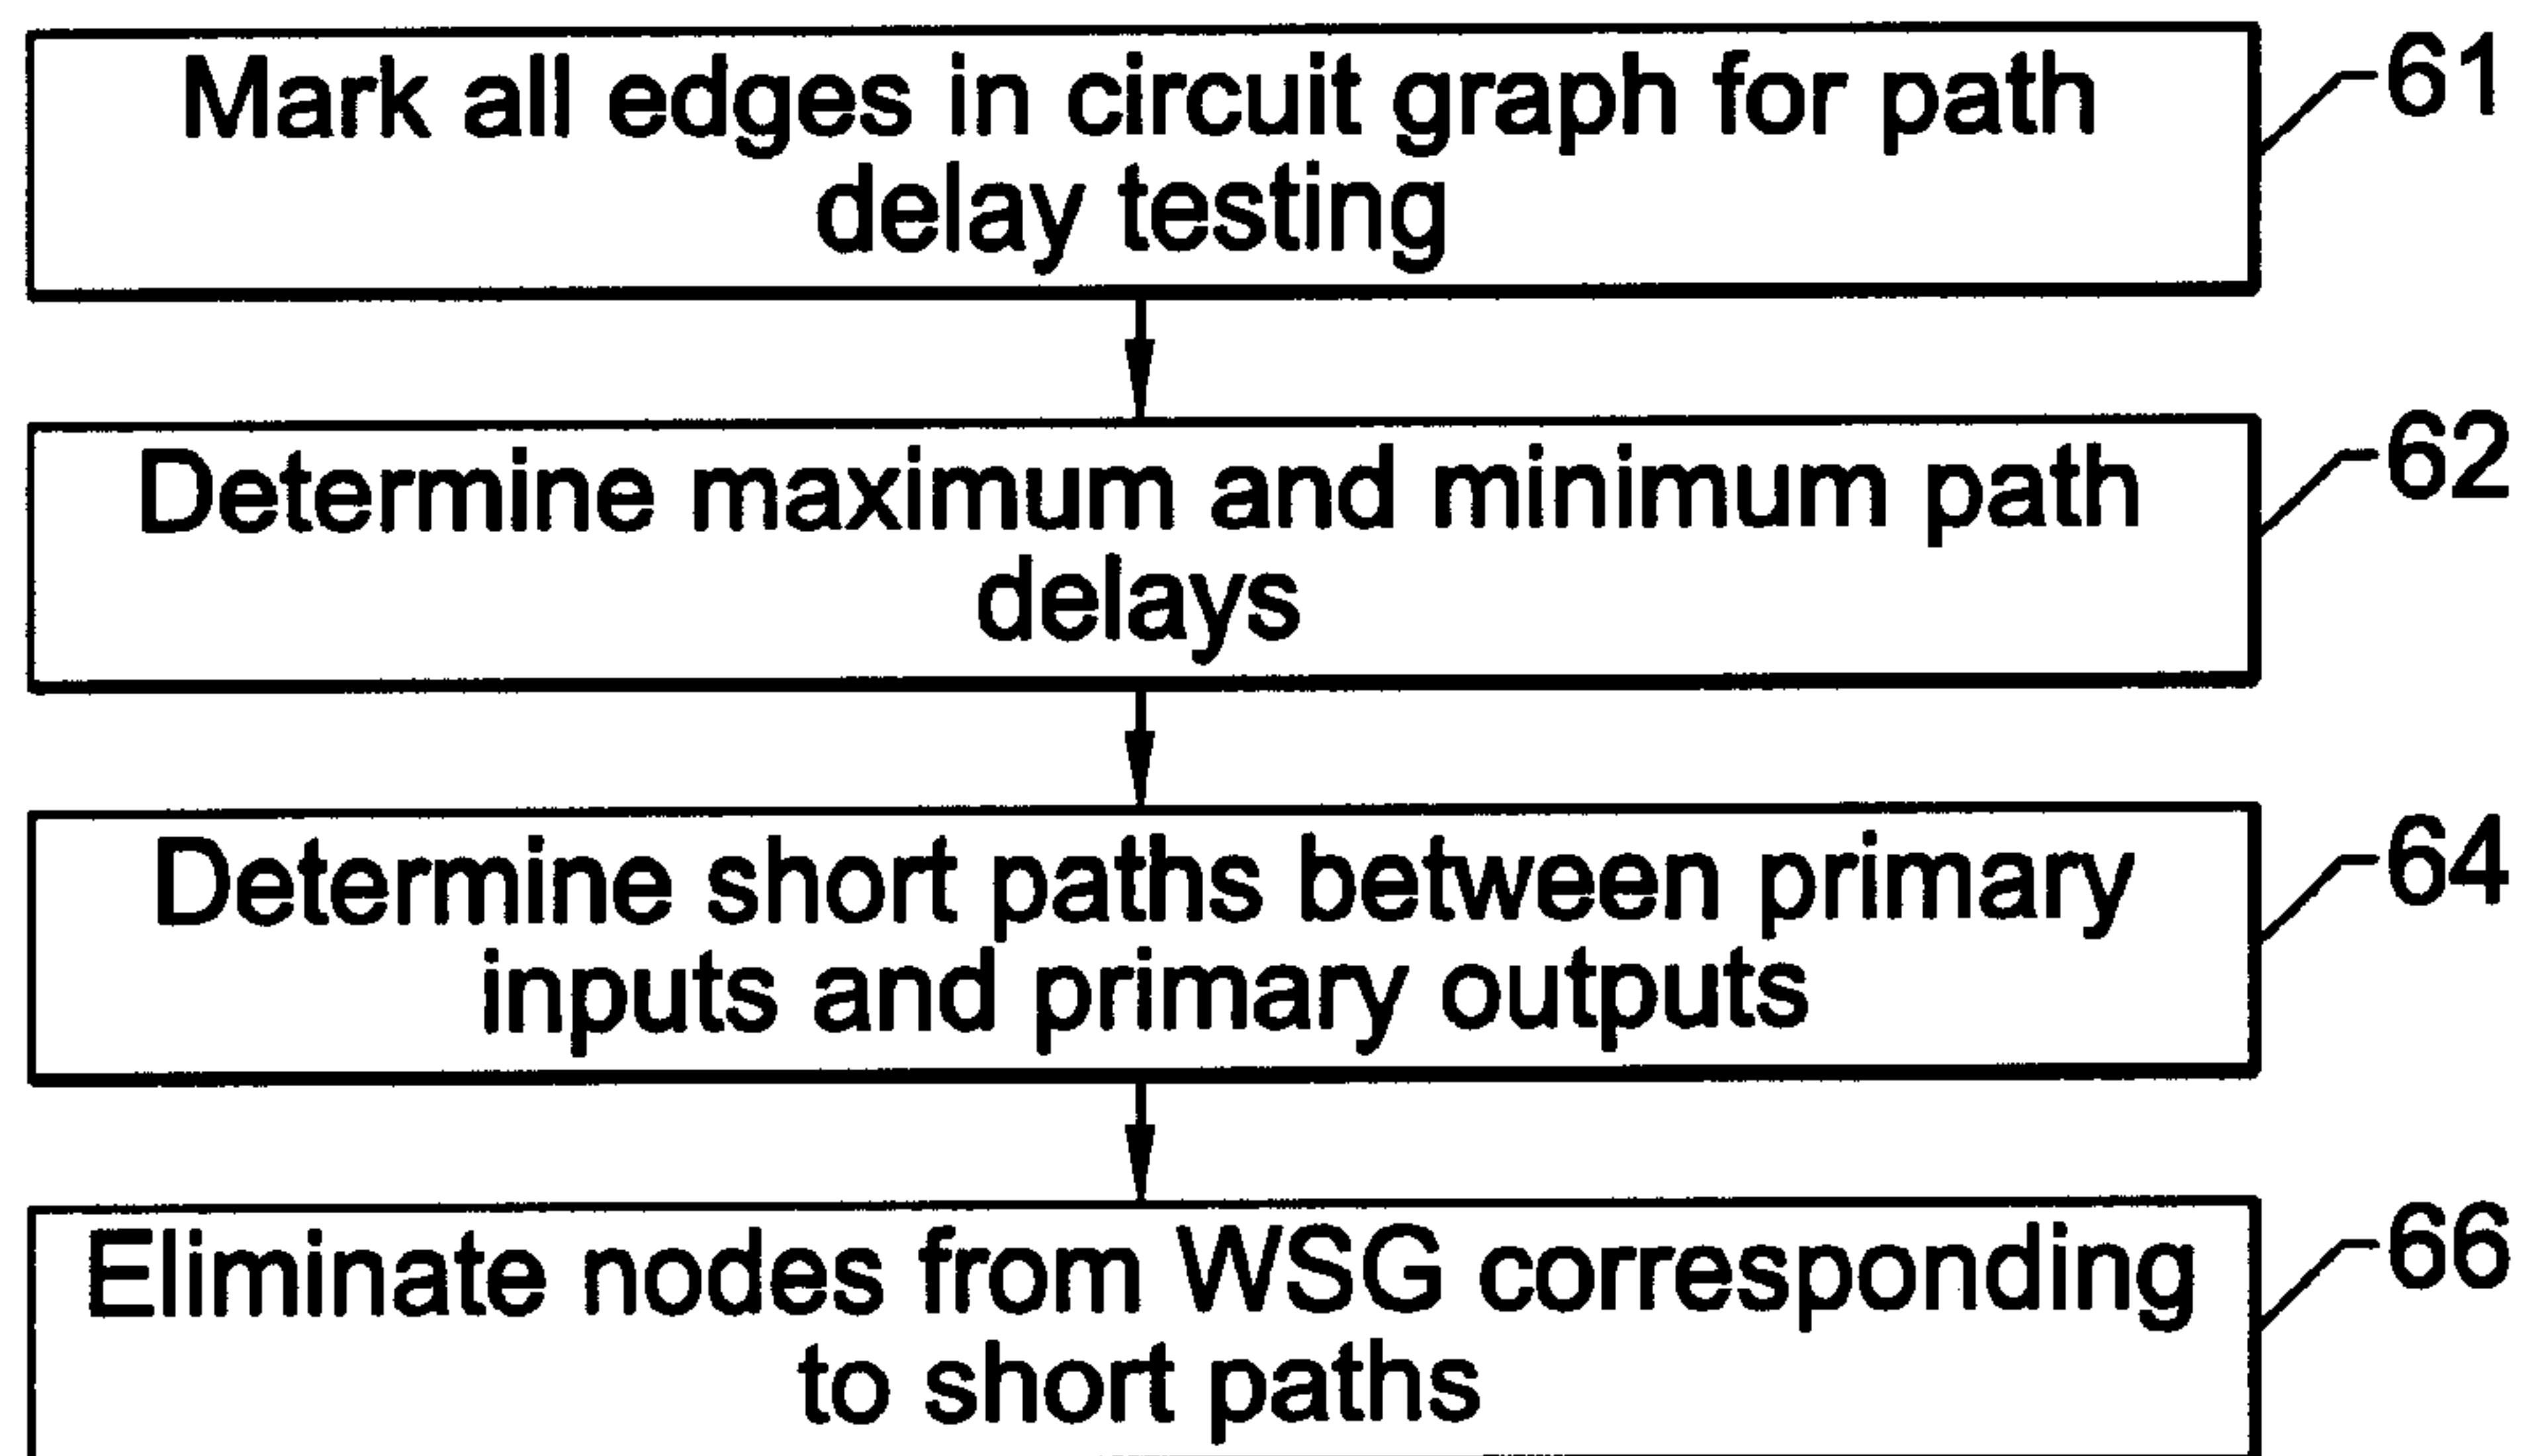 Mark all edges in circuit graph for path
delay testing
61
Determine maximum and minimum path
delays
62
Determine short paths between primary
inputs and primary outputs
64
Eliminate nodes from WSG corresponding
to short paths
66